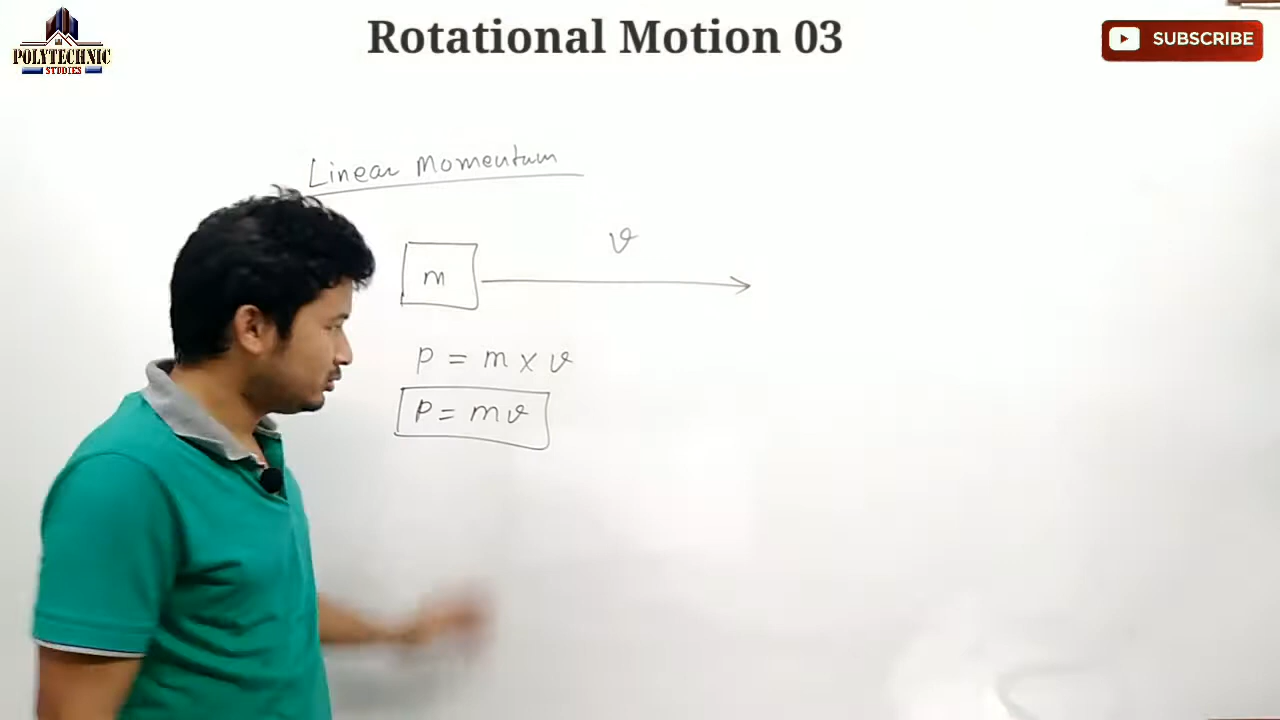 Rotational Motion 03
POLYTECHNIC
STUDIES
SUBSCRIBE
Linear Momentum
v
m
P = m x v
P = mv